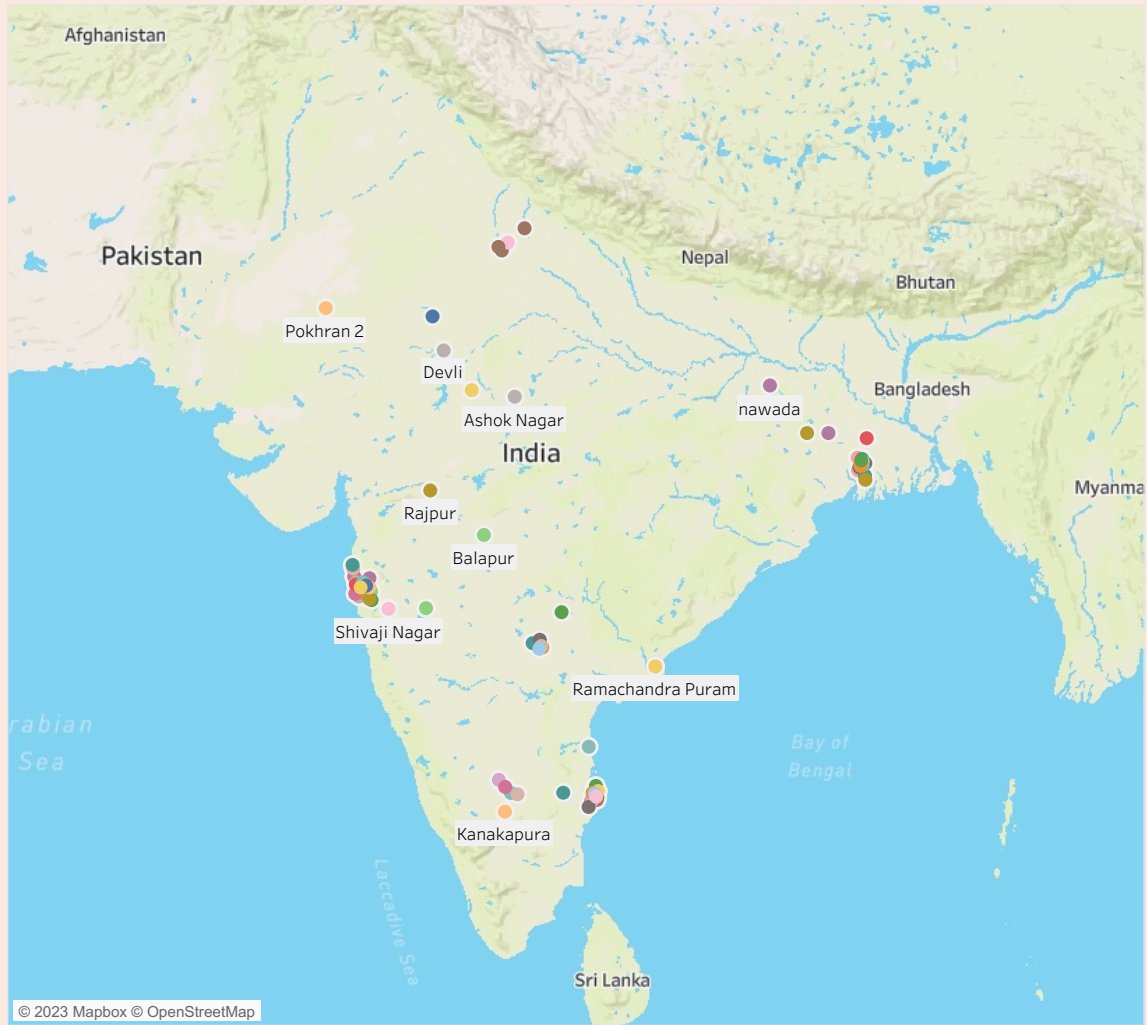 Afghanistan
Pakistan
Nepal
Bhutan
Pokhran 2
Devli
Bangladesh
nawada
Ashok Nagar
India
Myanma
Rajpur
Balapur
Shivaji Nagar
Ramachandra Puram
rabian
Sea
Bay of
Bengal
Kanakapura
Laccadive Sea
Sri Lanka
© 2023 Mapbox © OpenStreetMap